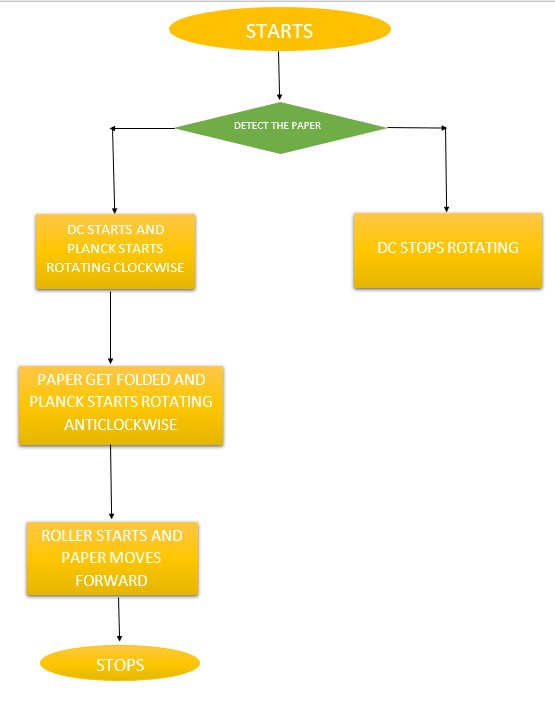 STARTS
DETECT THE PAPER
DC STARTS AND
PLANCK STARTS
ROTATING CLOCKWISE
DC STOPS ROTATING
PAPER GET FOLDED AND
PLANCK STARTS ROTATING
ANTICLOCKWISE
ROLLER STARTS AND
PAPER MOVES
FORWARD
STOPS